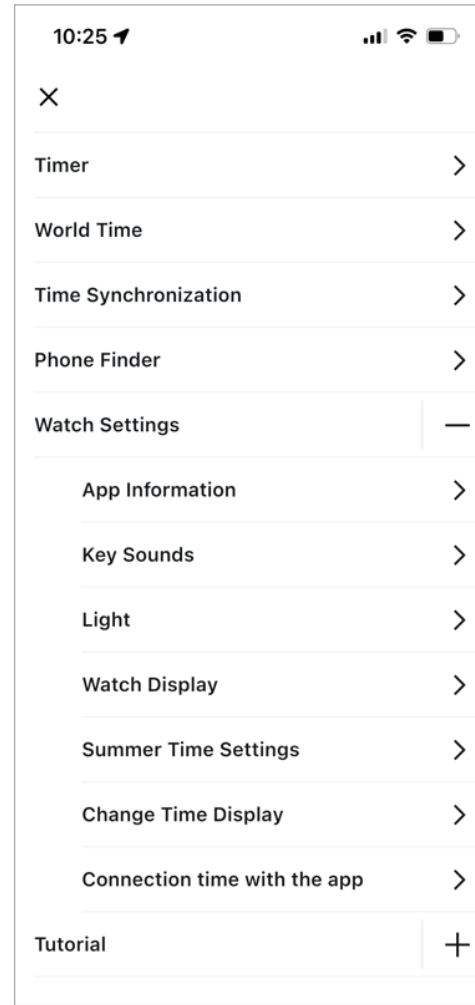 10:25
Timer
World Time
Time Synchronization
Phone Finder
Watch Settings
App Information
Key Sounds
Light
Watch Display
Summer Time Settings
Change Time Display
Connection time with the app
Tutorial